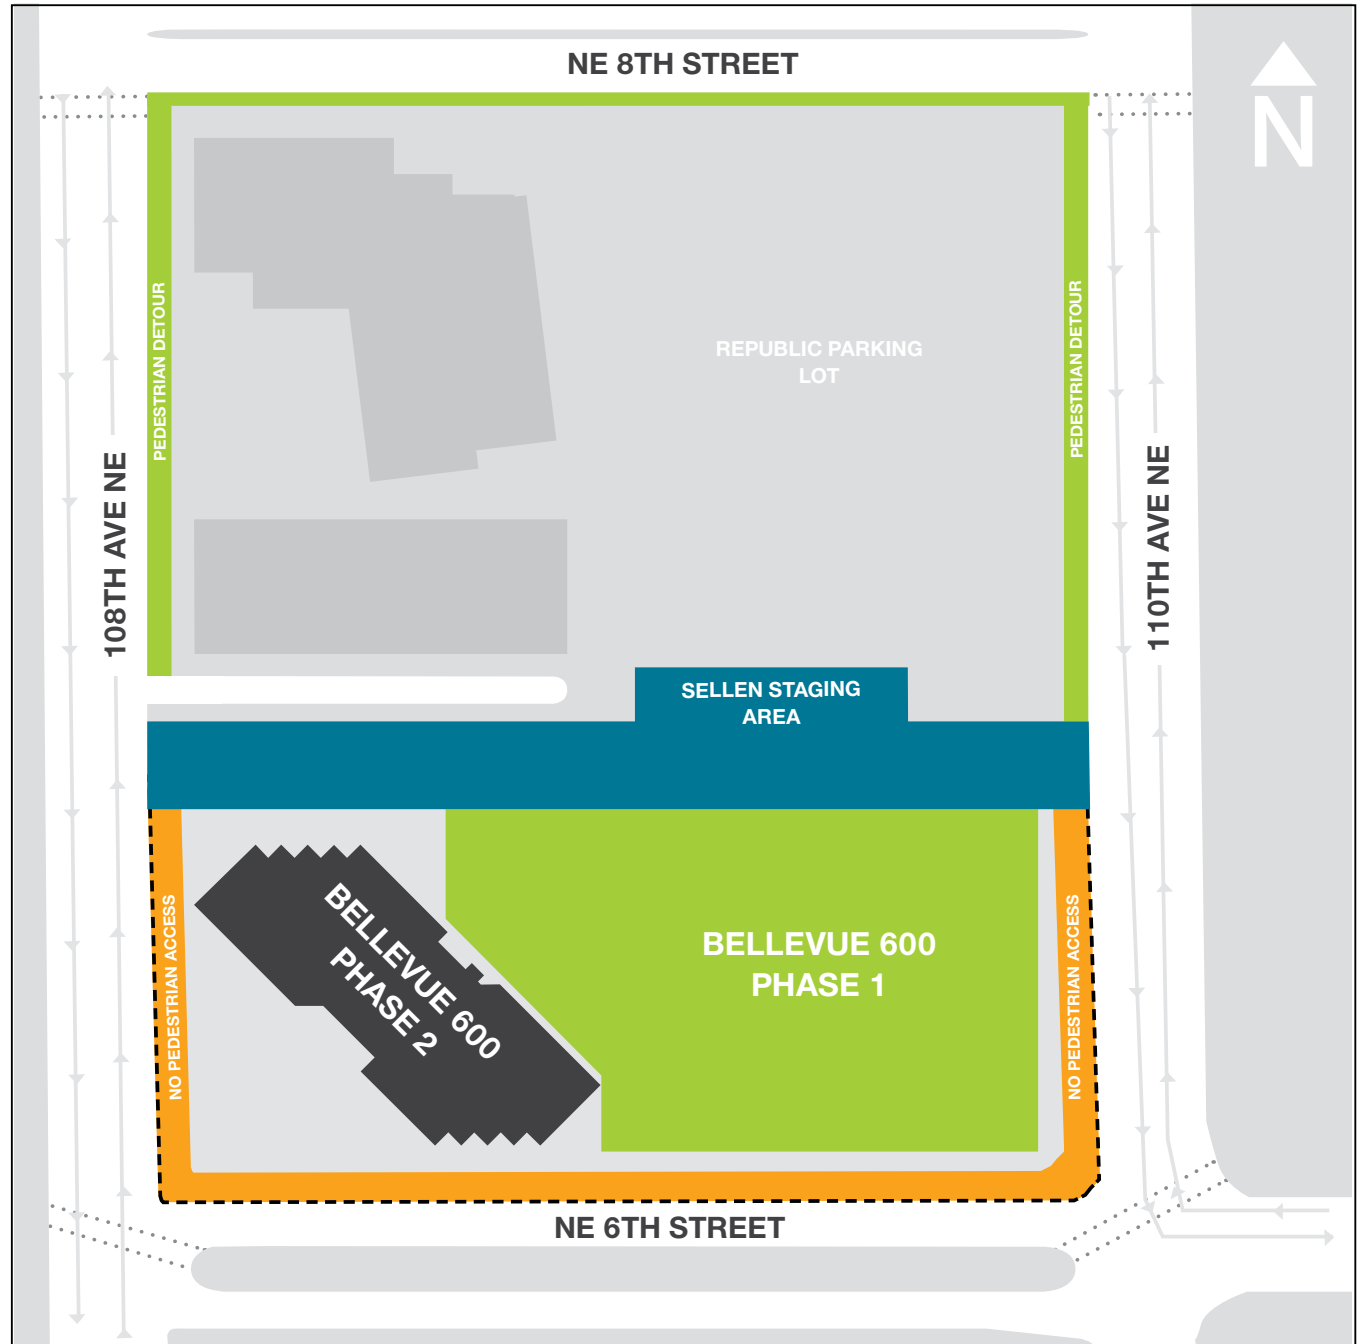 NE 8TH STREET
N
PEDESTRIAN DETOUR
PEDESTRIAN DETOUR
REPUBLIC PARKING
LOT
108TH AVE NE
110TH AVE NE
SELLEN STAGING
AREA
NO PEDESTRIAN ACCESS
BELLEVUE 600
PHASE 2
BELLEVUE 600
PHASE 1
NO PEDESTRIAN ACCESS
NE 6TH STREET